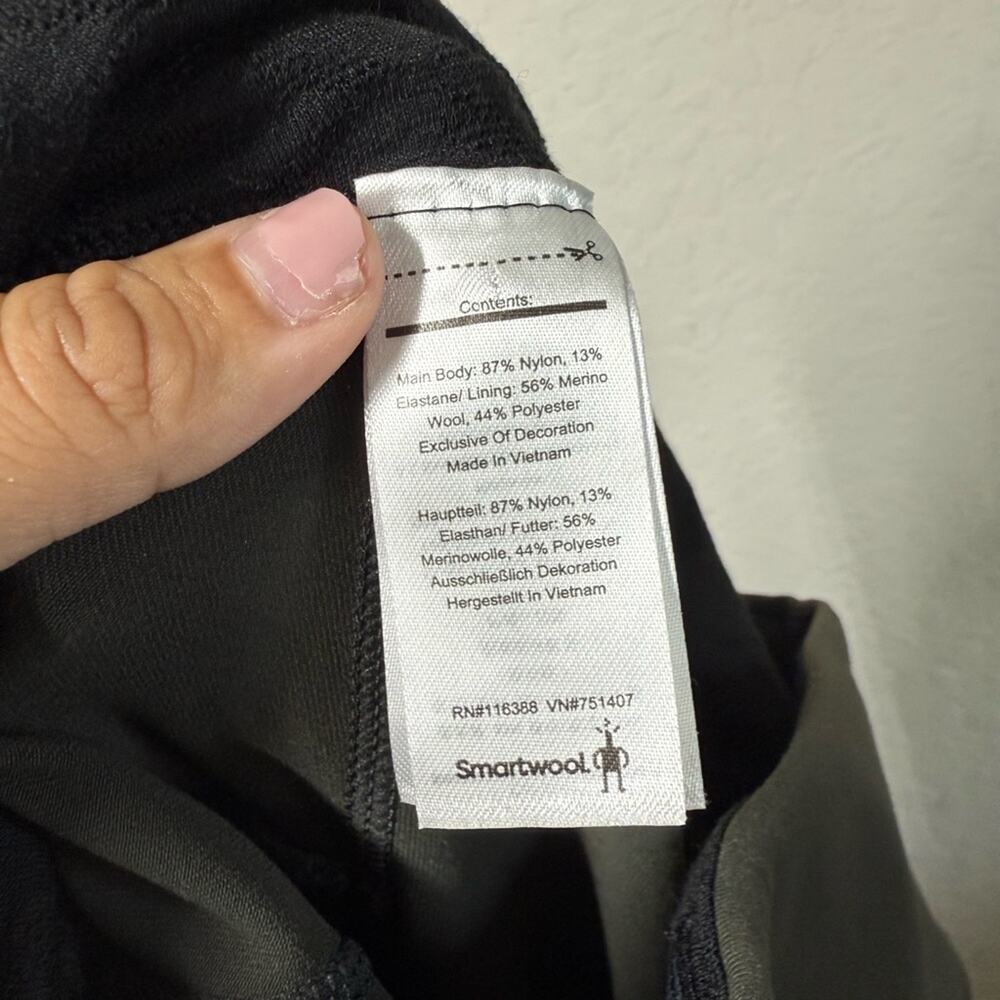 Contents:
Main Body: 87% Nylon, 13%
Elastane/ Lining: 56% Merino
Wool, 44% Polyester
Exclusive Of Decoration
Made In Vietnam
Hauptteil: 87% Nylon, 13%
Elasthan/ Futter: 56%
Merinowolle, 44% Polyester
Ausschließlich Dekoration
Hergestellt In Vietnam
RN#116388 VN#751407
Smartwool.